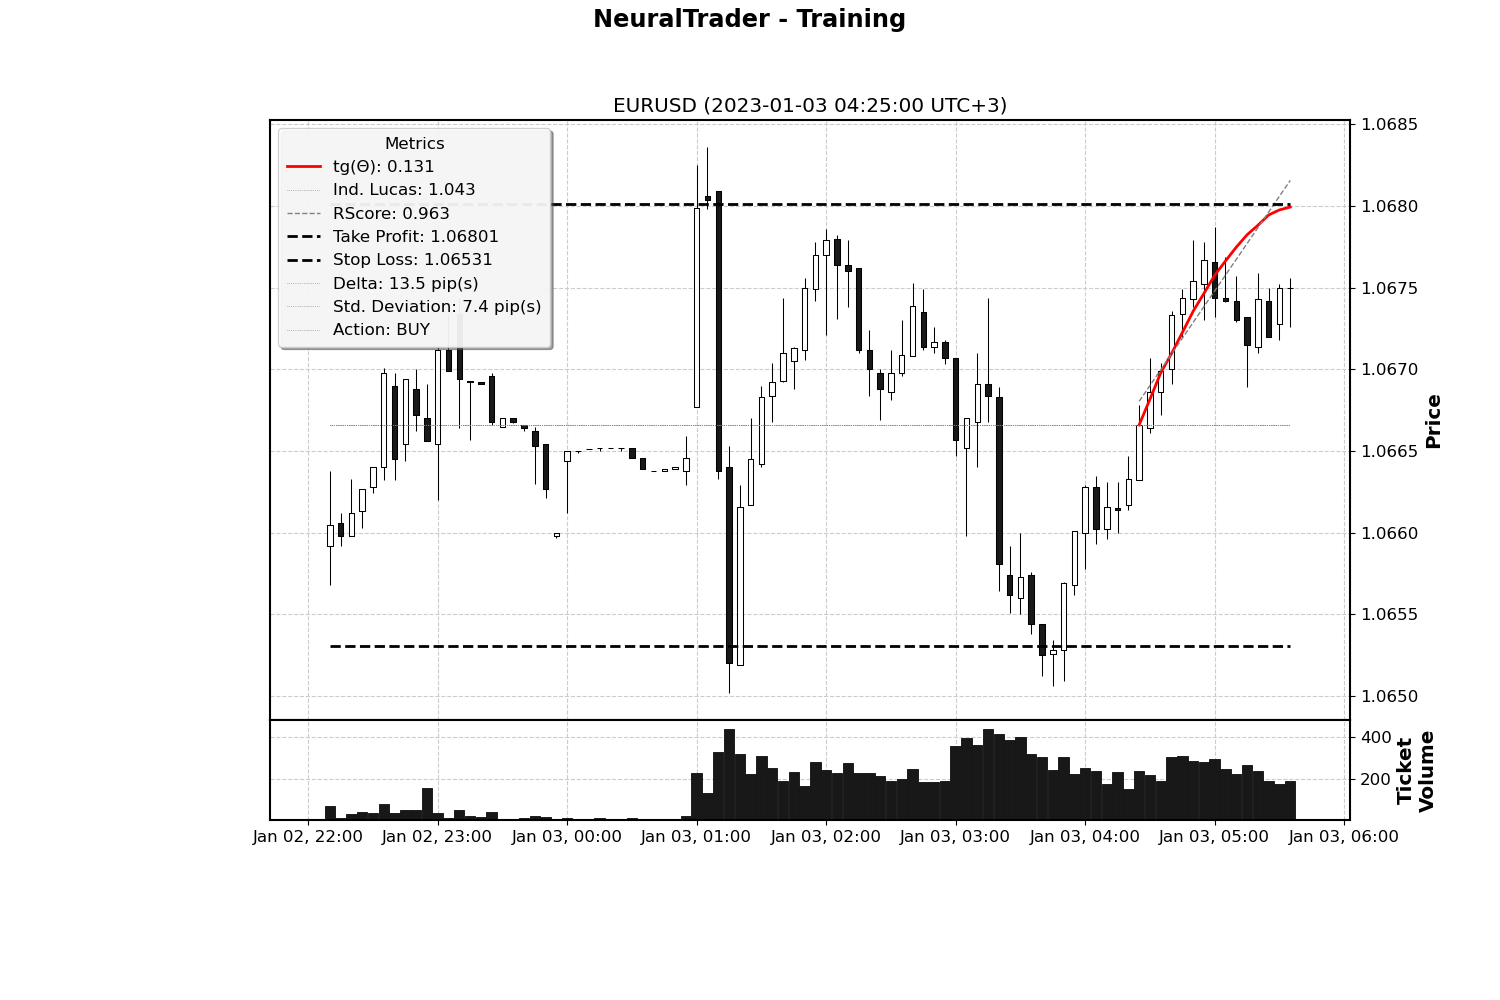 NeuralTrader - Training
EURUSD (2023-01-03 04:25:00 UTC+3)
Metrics
tg(Θ): 0.131
Ind. Lucas: 1.043
RScore: 0.963
Take Profit: 1.06801
Stop Loss: 1.06531
Delta: 13.5 pip(s)
Std. Deviation: 7.4 pip(s)
Action: BUY
1.0685
1.0680
1.0675
1.0670
1.0665
1.0660
1.0655
1.0650
Price
400
200
Ticket
Volume
Jan 02, 22:00
Jan 02, 23:00
Jan 03, 00:00
Jan 03, 01:00
Jan 03, 02:00
Jan 03, 03:00
Jan 03, 04:00
Jan 03, 05:00
Jan 03, 06:00